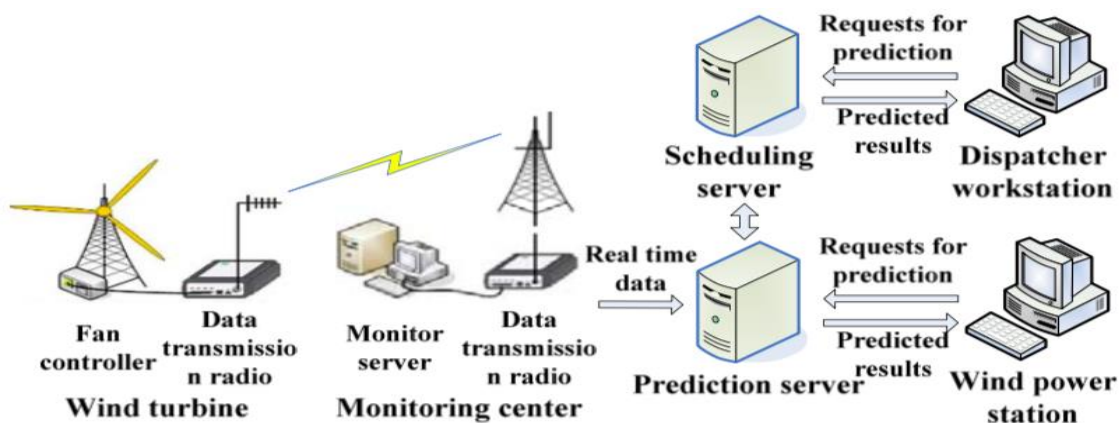 Requests for
prediction
Predicted
results
Scheduling
server
Dispatcher
workstation
Real time
data
Requests for
prediction
Predicted
results
Prediction server
Wind power
station
Fan
controller
Data
transmissio
n radio
Wind turbine
Monitor
server
Data
transmissio
n radio
Monitoring center